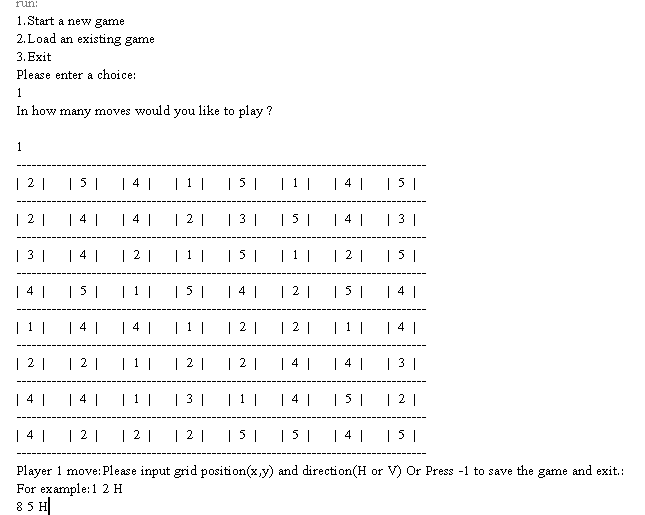 run:
1.Start a new game
2.Load an existing game
3.Exit
Please enter a choice:
1
In how many moves would you like to play ?
1
-------------------------------------------------------------------------------
| 2 | | 5 | | 4 | | 1 | | 5 | | 1 | | 4 | | 5 |
-------------------------------------------------------------------------------
| 2 | | 4 | | 4 | | 2 | | 3 | | 5 | | 4 | | 3 |
-------------------------------------------------------------------------------
| 3 | | 4 | | 2 | | 1 | | 5 | | 1 | | 2 | | 5 |
-------------------------------------------------------------------------------
| 4 | | 5 | | 1 | | 5 | | 4 | | 2 | | 5 | | 4 |
-------------------------------------------------------------------------------
| 1 | | 4 | | 4 | | 1 | | 2 | | 2 | | 1 | | 4 |
-------------------------------------------------------------------------------
| 2 | | 2 | | 1 | | 2 | | 2 | | 4 | | 4 | | 3 |
-------------------------------------------------------------------------------
| 4 | | 4 | | 1 | | 3 | | 1 | | 4 | | 5 | | 2 |
-------------------------------------------------------------------------------
| 4 | | 2 | | 2 | | 2 | | 5 | | 5 | | 4 | | 5 |
-------------------------------------------------------------------------------
Player 1 move:Please input grid position(x,y) and direction(H or V) Or Press -1 to save the game and exit.:
For example:1 2 H
8 5 H